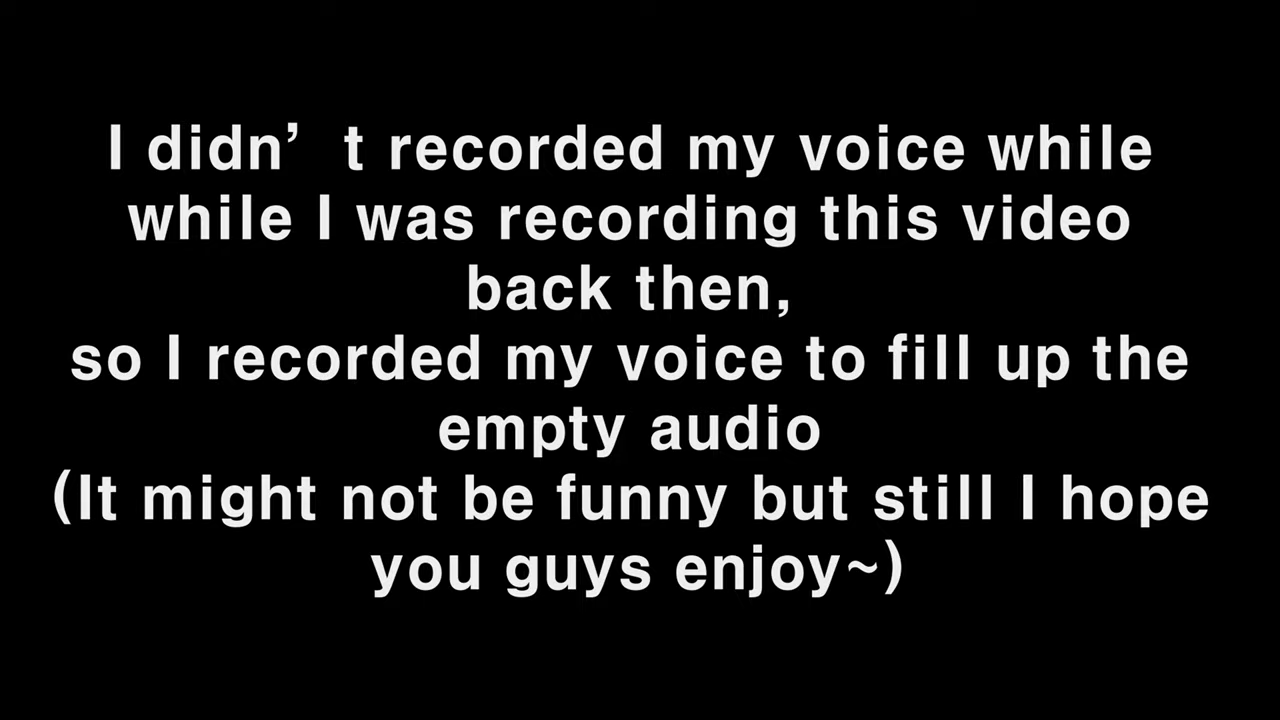 I didn’t recorded my voice while
while I was recording this video
back then,
so I recorded my voice to fill up the
empty audio
(It might not be funny but still I hope
you guys enjoy~)